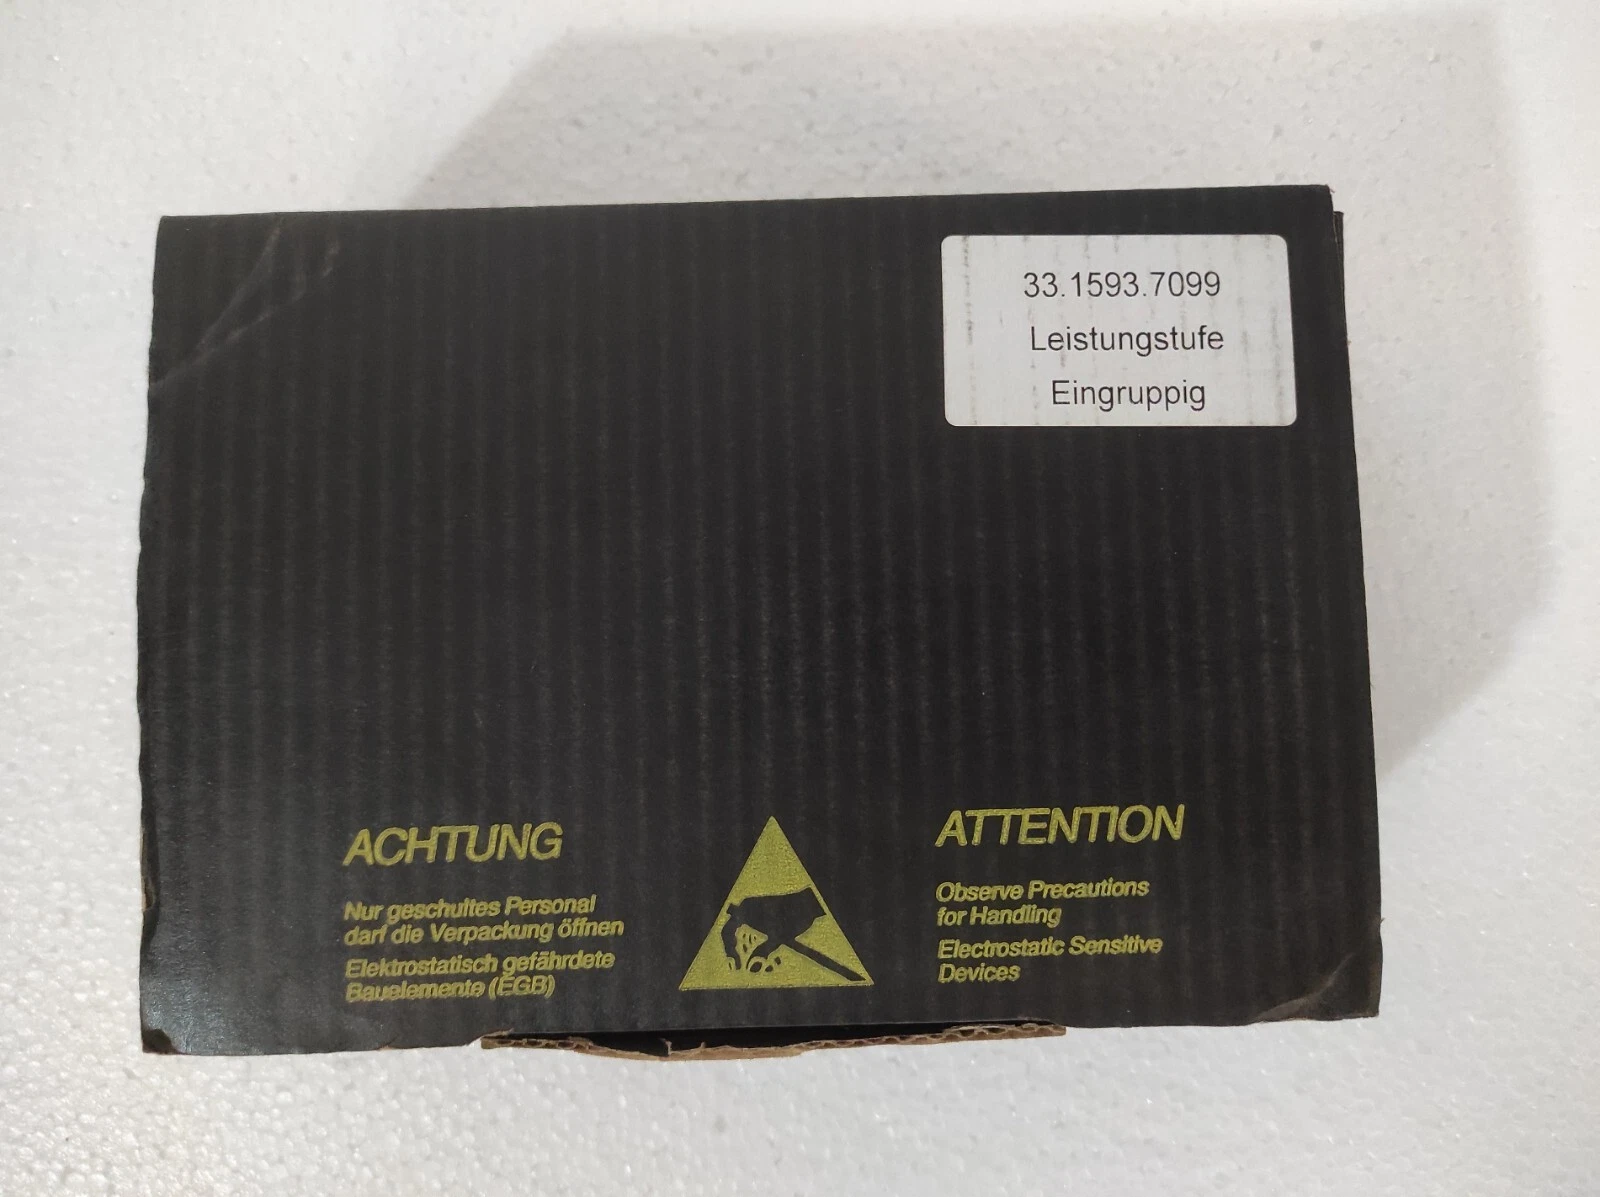 33.1593.7099
Leistungstufe
Eingruppig
ACHTUNG
Nur geschultes Personal
darf die Verpackung öffnen
Elektrostatisch gefährdete
Bauelemente (EGB)
ATTENTION
Observe Precautions
for Handling
Electrostatic Sensitive
Devices